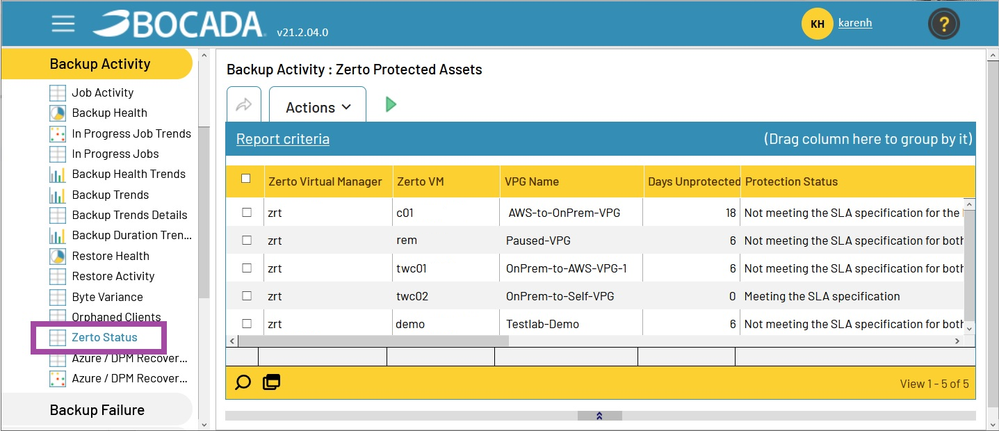 BOCADA v21.2.04.0
KH karenh ?
Backup Activity
Job Activity
Backup Health
In Progress Job Trends
In Progress Jobs
Backup Health Trends
Backup Trends
Backup Trends Details
Backup Duration Tren...
Restore Health
Restore Activity
Byte Variance
Orphaned Clients
Zerto Status
Azure / DPM Recover...
Azure / DPM Recover...
Backup Failure
Backup Activity : Zerto Protected Assets
Actions
Report criteria (Drag column here to group by it)
Zerto Virtual Manager Zerto VM VPG Name Days Unprotected Protection Status
zrt c01 AWS-to-OnPrem-VPG 18 Not meeting the SLA specification for the
zrt rem Paused-VPG 6 Not meeting the SLA specification for both
zrt twc01 OnPrem-to-AWS-VPG-1 6 Not meeting the SLA specification for both
zrt twc02 OnPrem-to-Self-VPG 0 Meeting the SLA specification
zrt demo Testlab-Demo 6 Not meeting the SLA specification for both
View 1 - 5 of 5